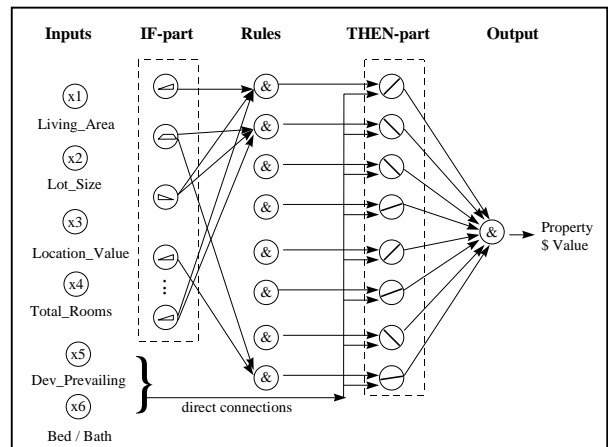 Inputs IF-part Rules THEN-part Output
x1
Living_Area
x2
Lot_Size
x3
Location_Value
x4
Total_Rooms
x5
Dev_Prevailing
x6
Bed / Bath
...
&
&
&
&
&
&
&
&
direct connections
&
Property
$ Value